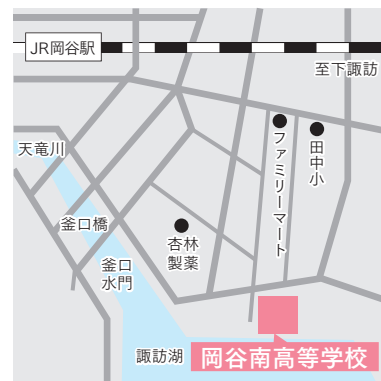 JR岡谷駅
至下諏訪
天竜川
ファミリーマート
田中小
釜口橋
杏林
製薬
釜口
水門
諏訪湖
岡谷南高等学校